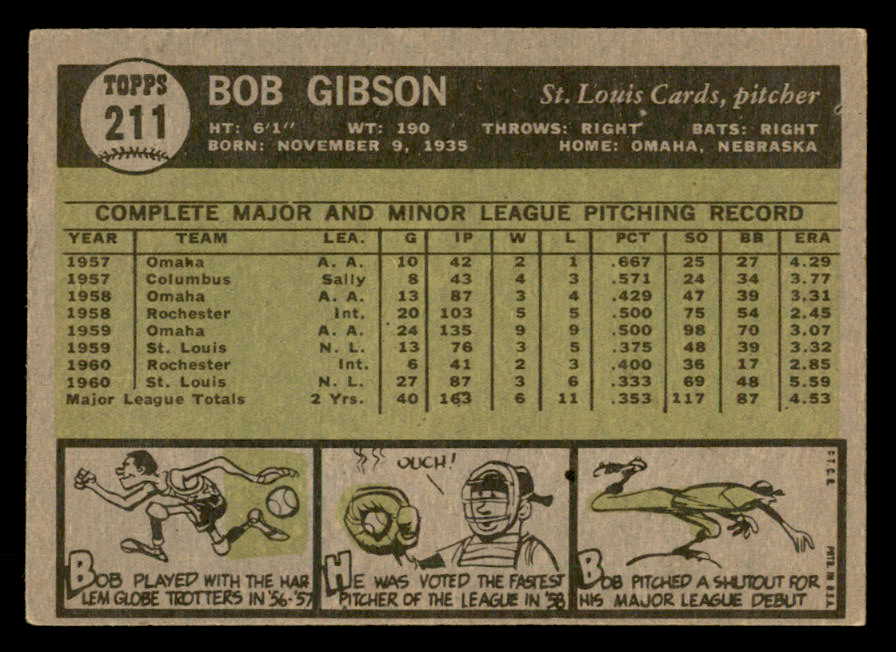 TOPPS
211
BOB GIBSON St. Louis Cards, pitcher
HT: 6'1" WT: 190 THROWS: RIGHT BATS: RIGHT
BORN: NOVEMBER 9, 1935 HOME: OMAHA, NEBRASKA
COMPLETE MAJOR AND MINOR LEAGUE PITCHING RECORD
YEAR TEAM LEA. G IP W L PCT SO BB ERA
1957 Omaha A. A. 10 42 2 1 .667 25 27 4.29
1957 Columbus Sally 8 43 4 3 .571 24 34 3.77
1958 Omaha A. A. 13 87 3 4 .429 47 39 3.31
1958 Rochester Int. 20 103 5 5 .500 75 54 2.45
1959 Omaha A. A. 24 135 9 9 .500 98 70 3.07
1959 St. Louis N. L. 13 76 3 5 .375 48 39 3.32
1960 Rochester Int. 6 41 2 3 .400 36 17 2.85
1960 St. Louis N. L. 27 87 3 6 .333 69 48 5.59
Major League Totals 2 Yrs. 40 163 6 11 .353 117 87 4.53
BOB PLAYED WITH THE HAR
LEM GLOBE TROTTERS IN '56-'57
OUCH!
HE WAS VOTED THE FASTEST
PITCHER OF THE LEAGUE IN '58
BOB PITCHED A SHUTOUT FOR
HIS MAJOR LEAGUE DEBUT
©T.C.G.
PRTD. IN U.S.A.